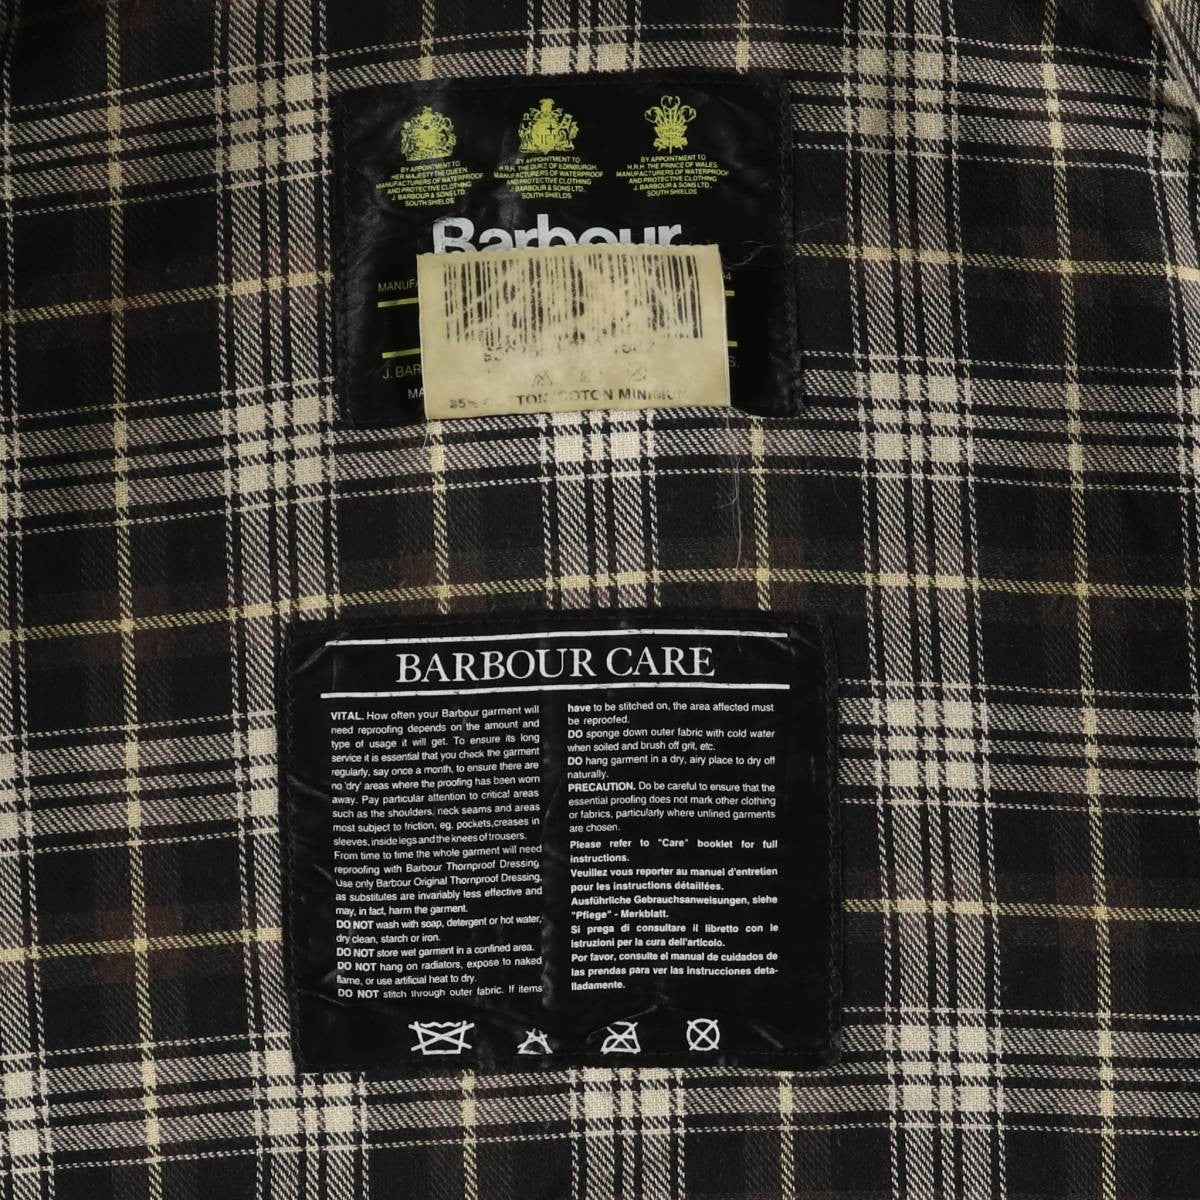 BY APPOINTMENT TO
HER MAJESTY THE QUEEN
MANUFACTURERS OF WATERPROOF
AND PROTECTIVE CLOTHING
J. BARBOUR & SONS LTD.
SOUTH SHIELDS
BY APPOINTMENT TO
H.R.H. THE DUKE OF EDINBURGH
MANUFACTURERS OF WATERPROOF
AND PROTECTIVE CLOTHING
J BARBOUR & SONS LTD.
SOUTH SHIELDS
BY APPOINTMENT TO
H.R.H. THE PRINCE OF WALES
MANUFACTURERS OF WATERPROOF
AND PROTECTIVE CLOTHING
J. BARBOUR & SONS LTD.,
SOUTH SHIELDS
Barbour
MINIMUM
BARBOUR CARE
VITAL. How often your Barbour garment will
need reproofing depends on the amount and
type of usage it will get. To ensure its long
service it is essential that you check the garment
regularly, say once a month, to ensure there are
no 'dry' areas where the proofing has been worn
away. Pay particular attention to critical areas
such as the shoulders, neck seams and areas
most subject to friction, eg. pockets,creases in
sleeves, inside legs and the knees of trousers.
From time to time the whole garment will need
reproofing with Barbour Thornproof Dressing.
Use only Barbour Original Thornproof Dressing,
as substitutes are invariably less effective and
may, in fact, harm the garment.
DO NOT wash with soap, detergent or hot water,
dry clean, starch or iron.
DO NOT store wet garment in a confined area.
DO NOT hang on radiators, expose to naked
flame, or use artificial heat to dry.
DO NOT stitch through outer fabric. If items
have to be stitched on, the area affected must
be reproofed.
DO sponge down outer fabric with cold water
when soiled and brush off grit, etc.
DO hang garment in a dry, airy place to dry off
naturally.
PRECAUTION. Do be careful to ensure that the
essential proofing does not mark other clothing
or fabrics, particularly where unlined garments
are chosen.
Please refer to "Care" booklet for full
instructions.
Veuillez vous reporter au manuel d'entretien
pour les instructions détaillées.
Ausführliche Gebrauchsanweisungen, siehe
"Pflege" - Merkblatt.
Si prega di consultare il libretto con le
istruzioni per la cura dell'articolo.
Por favor, consulte el manual de cuidados de
las prendas para ver las instrucciones deta-
lladamente.